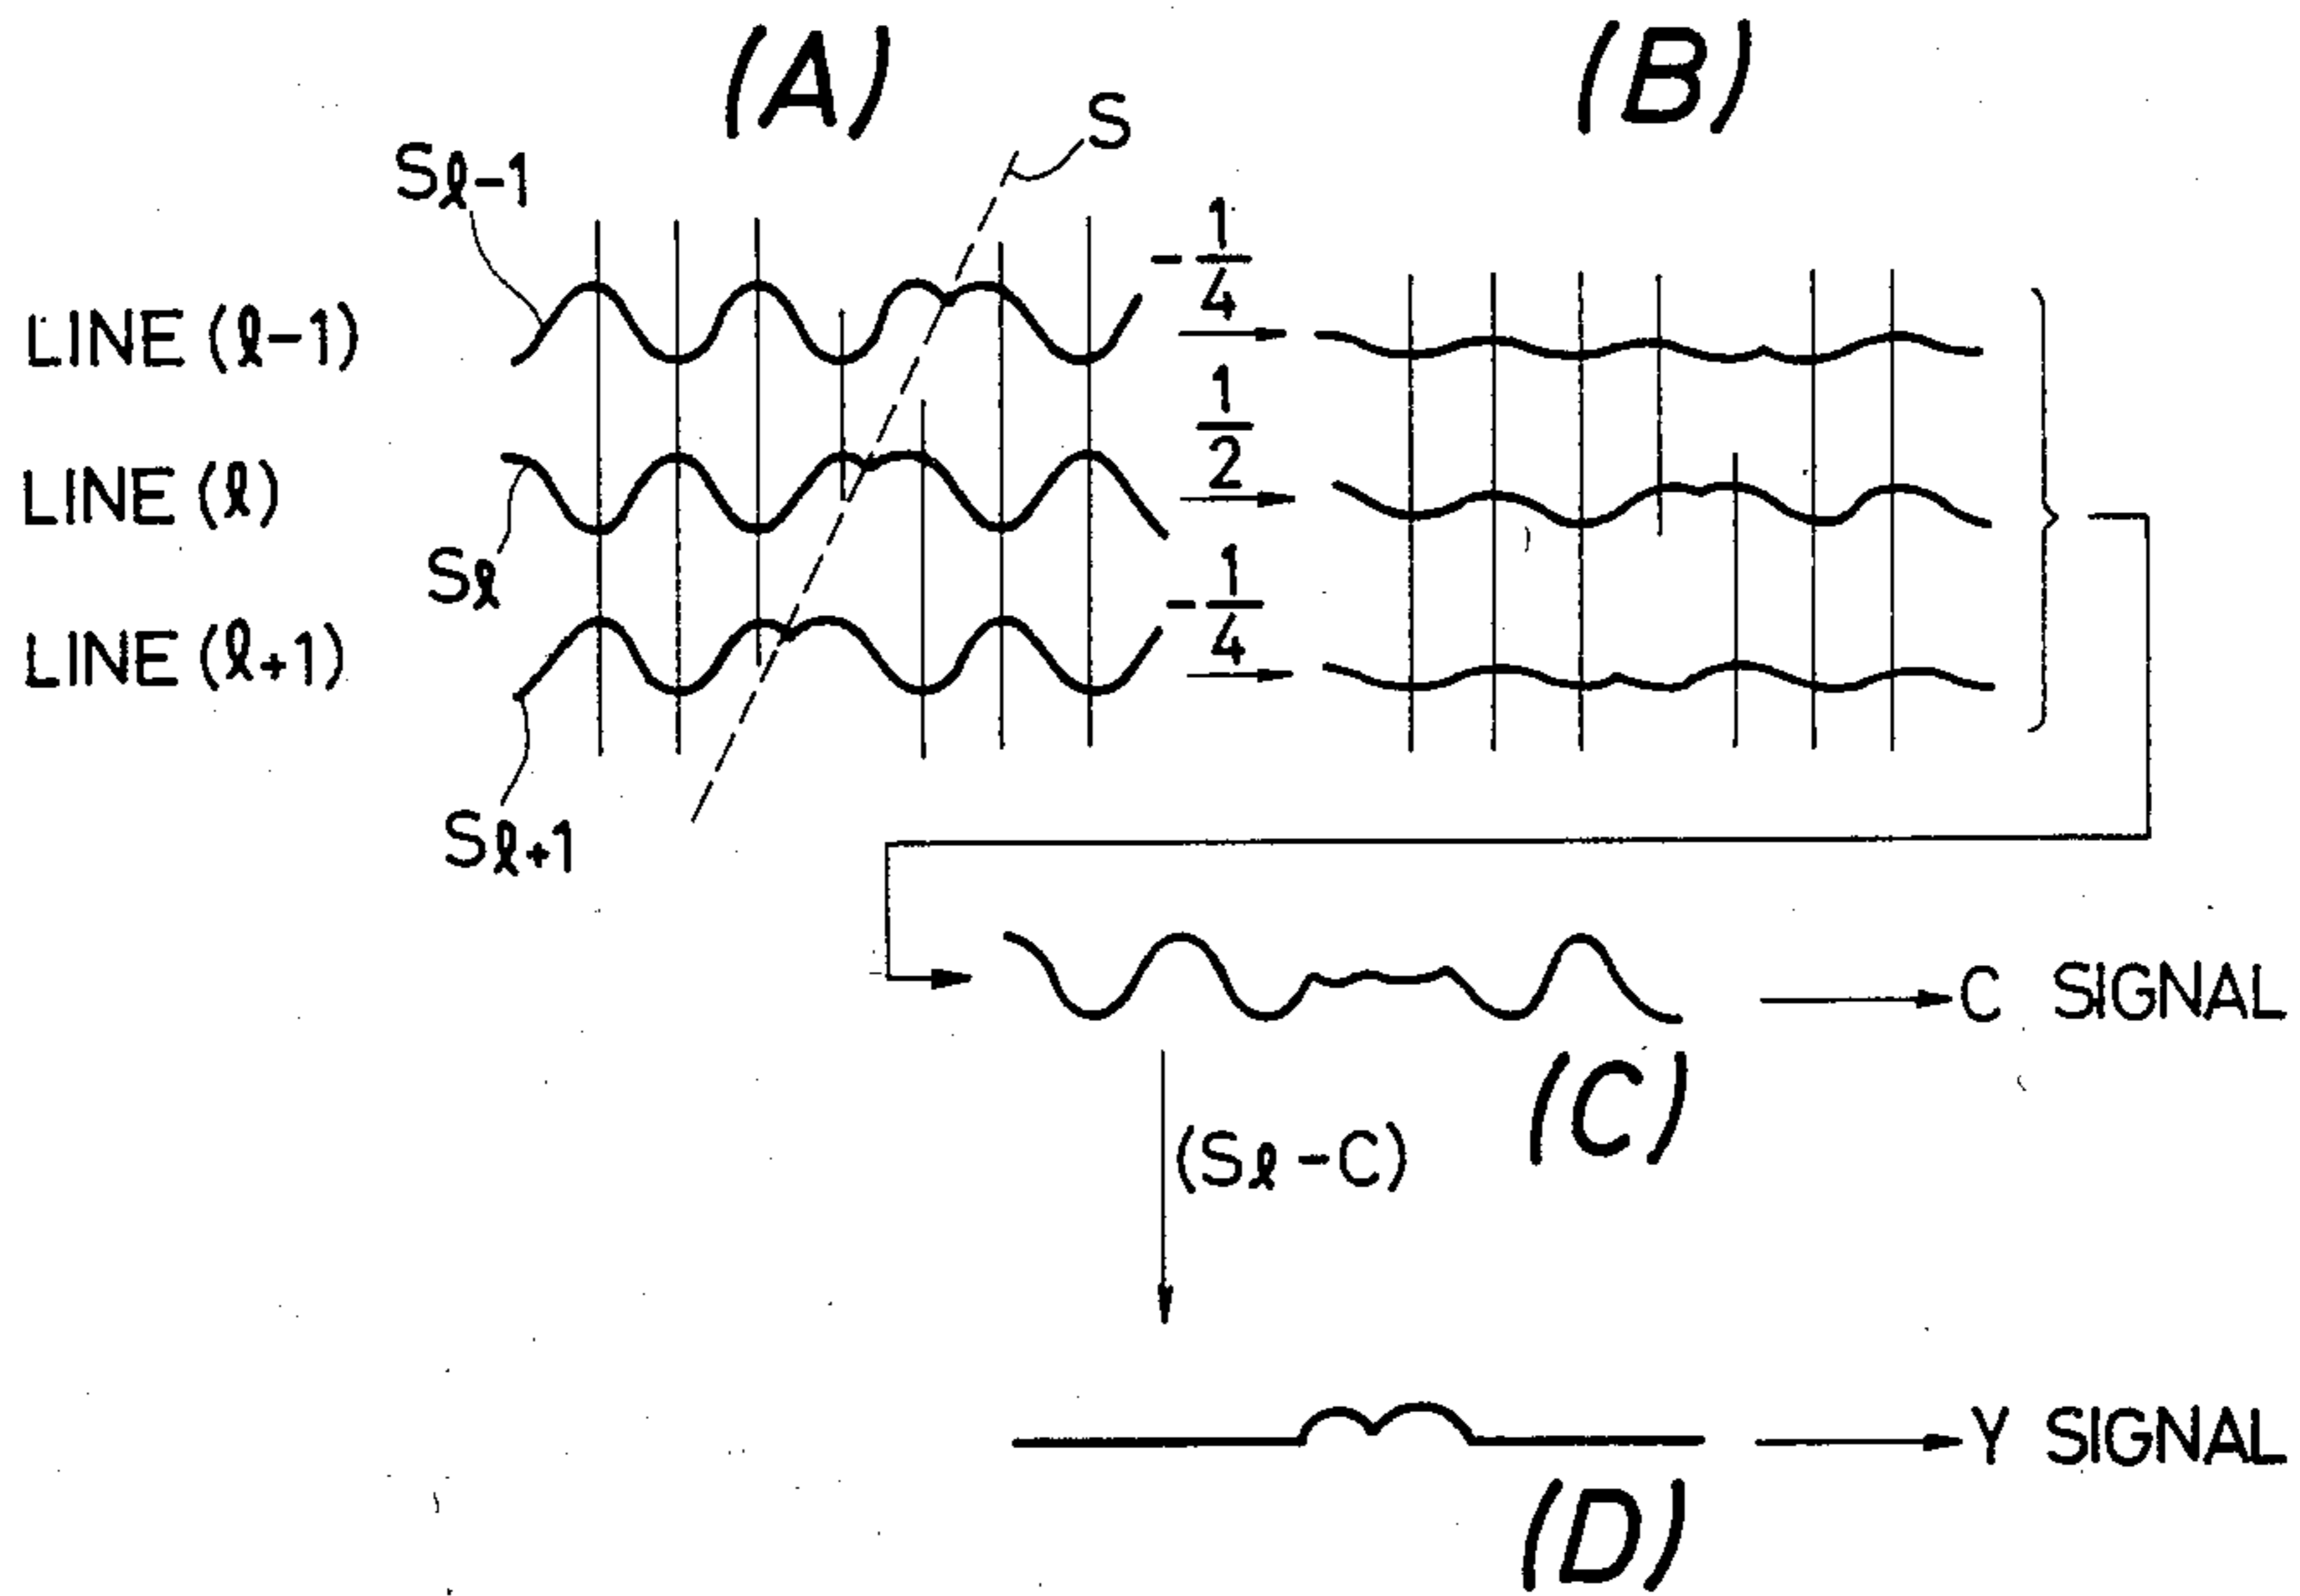 (A) (B)
S
Sℓ-1
-1/4
LINE (ℓ-1)
1/2
LINE (ℓ)
Sℓ
-1/4
LINE (ℓ+1)
Sℓ+1
C SIGNAL
(C)
(Sℓ-C)
Y SIGNAL
(D)